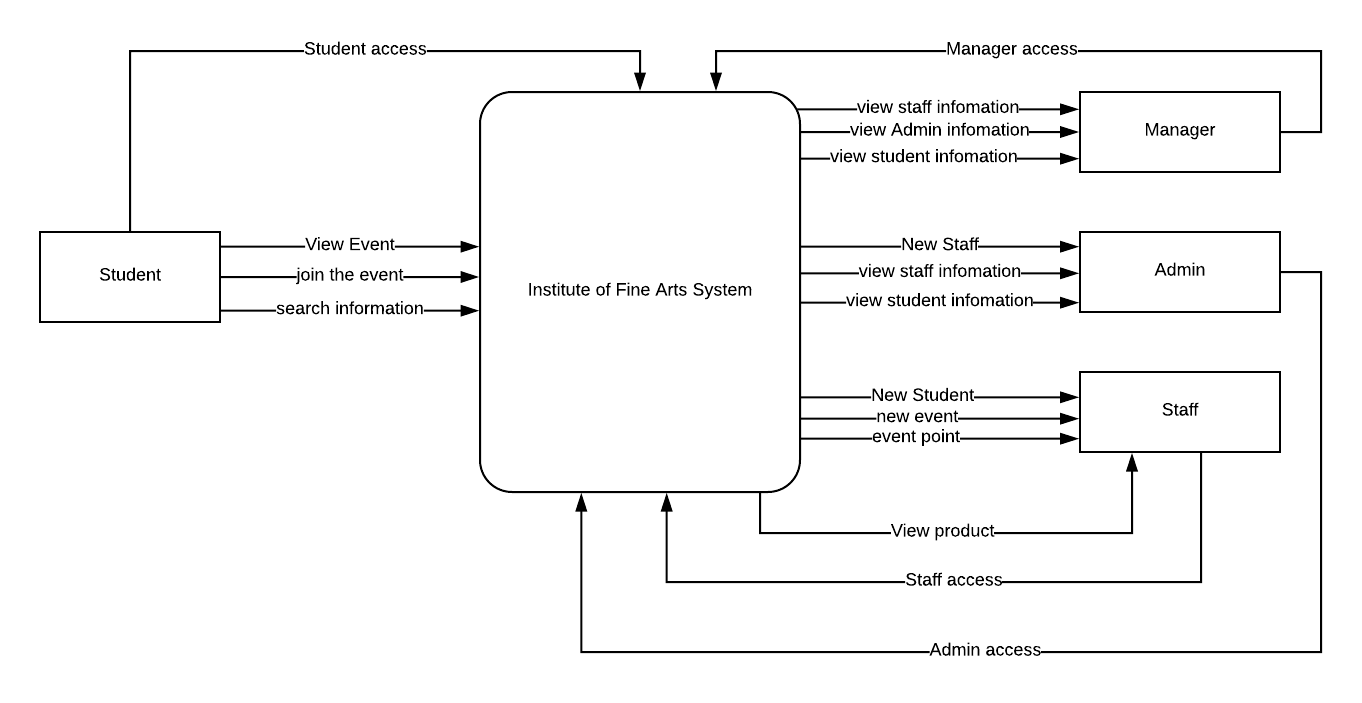 Student access
Manager access
view staff infomation
view Admin infomation
view student infomation
Manager
View Event
join the event
search information
Student
Institute of Fine Arts System
New Staff
view staff infomation
view student infomation
Admin
New Student
new event
event point
Staff
View product
Staff access
Admin access